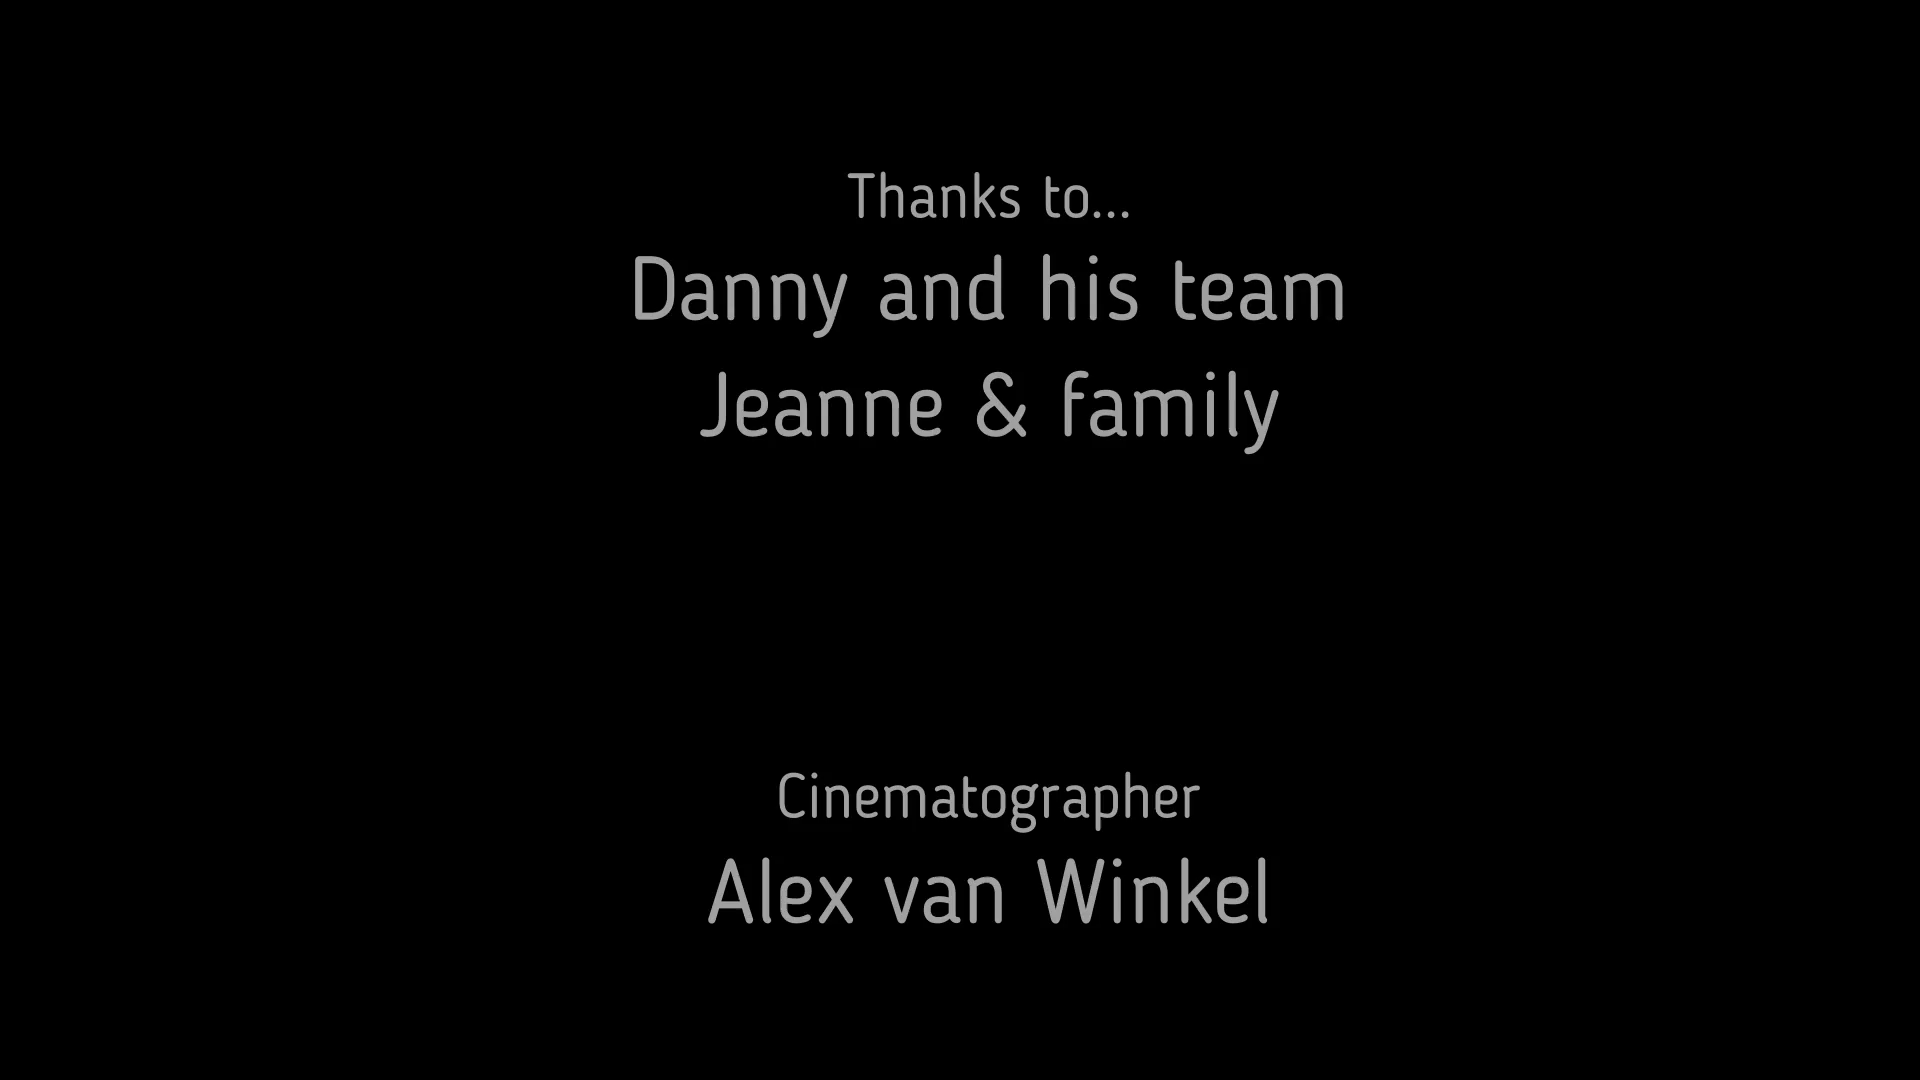 Thanks to...
Danny and his team
Jeanne & family
Cinematographer
Alex van Winkel